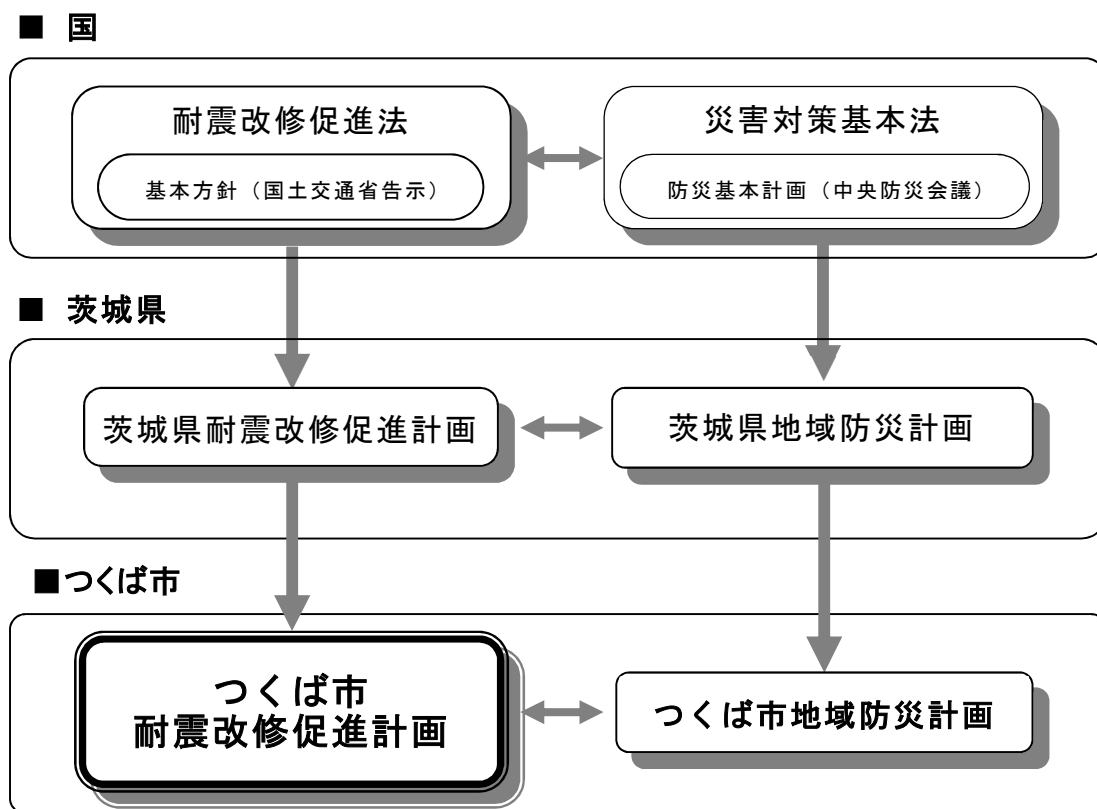 ■ 国
耐震改修促進法
基本方針（国土交通省告示）
災害対策基本法
防災基本計画（中央防災会議）
■ 茨城県
茨城県耐震改修促進計画
茨城県地域防災計画
■つくば市
つくば市
耐震改修促進計画
つくば市地域防災計画